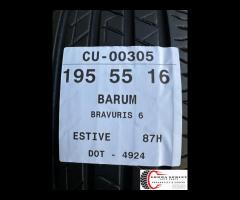 CU-00305
195 55 16
BARUM
BRAVURIS 6
ESTIVE 87H
DOT - 4924